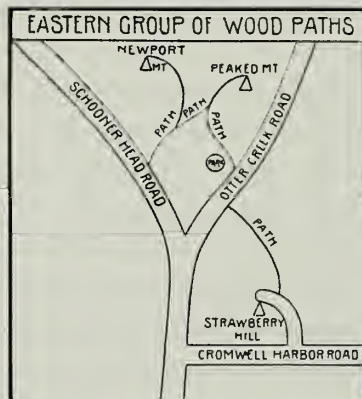 EASTERN GROUP OF WOOD PATHS
NEWPORT
MT
PEAKED MT
PATH
PATH
PATH
PARK
SCHOONER HEAD ROAD
OTTER CREEK ROAD
PATH
STRAWBERRY
HILL
CROMWELL HARBOR ROAD